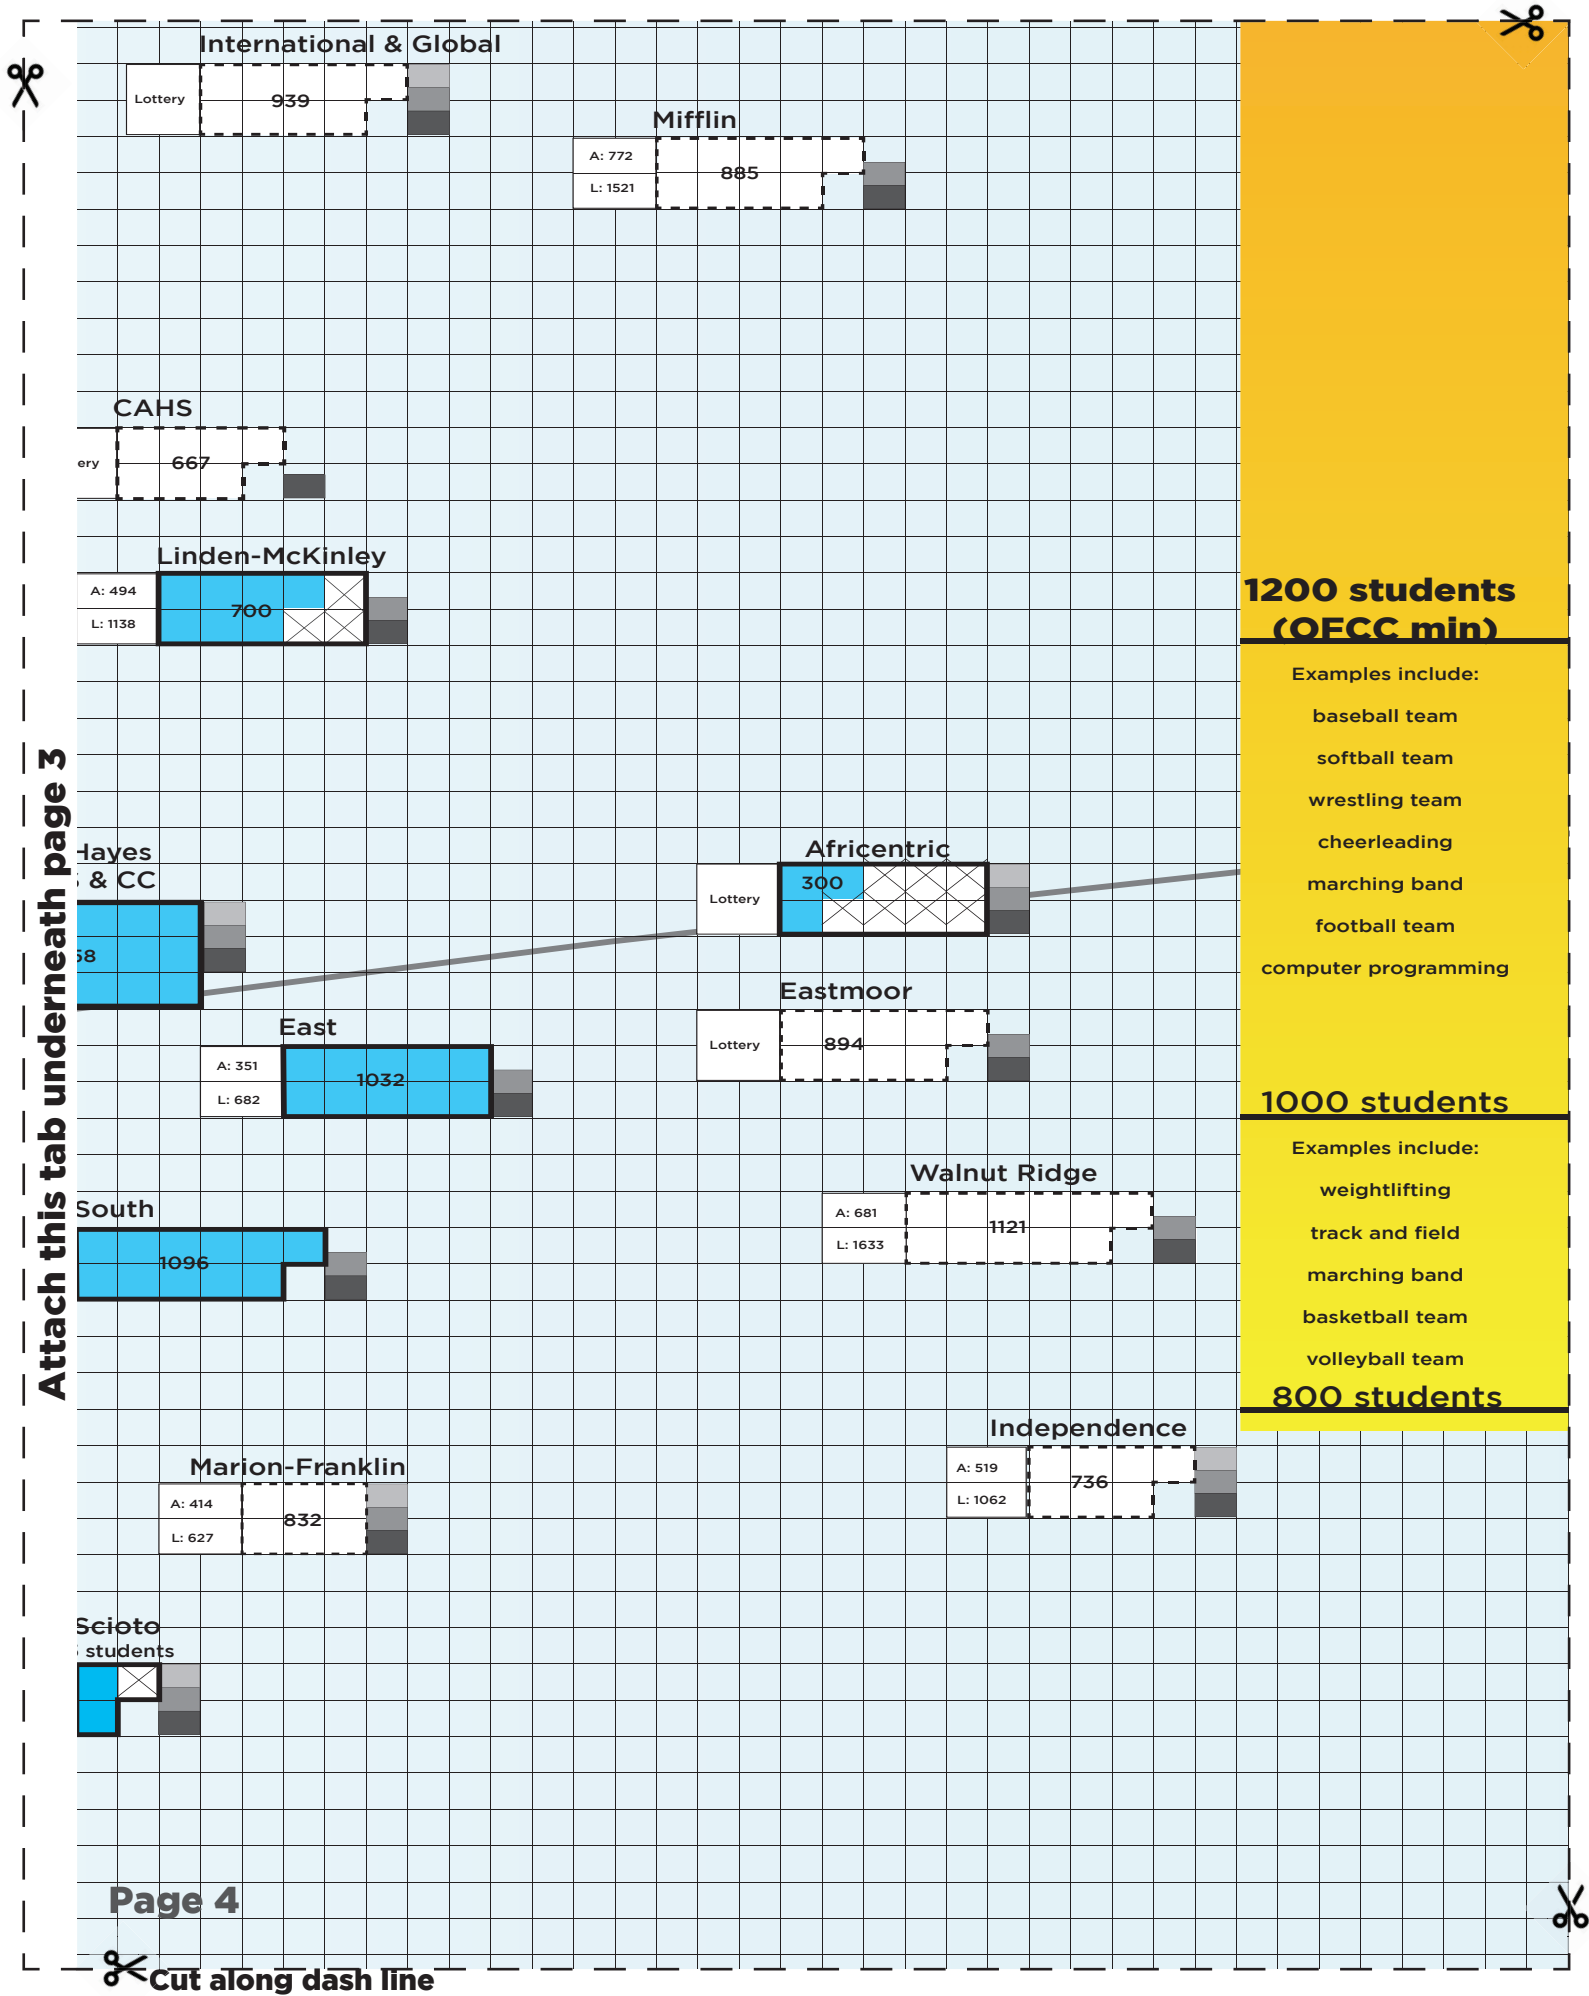 International & Global
Lottery
939
Mifflin
A: 772
L: 1521
885
CAHS
ery
667
Linden-McKinley
A: 494
L: 1138
700
1200 students
(OFCC min)
Examples include:
baseball team
softball team
wrestling team
cheerleading
marching band
football team
computer programming
Hayes
& CC
58
Africentric
Lottery
300
Eastmoor
Lottery
894
East
A: 351
L: 682
1032
1000 students
Examples include:
weightlifting
track and field
marching band
basketball team
volleyball team
800 students
Walnut Ridge
A: 681
L: 1633
1121
South
1096
Independence
A: 519
L: 1062
736
Marion-Franklin
A: 414
L: 627
832
Scioto
students
Attach this tab underneath page 3
Page 4
Cut along dash line